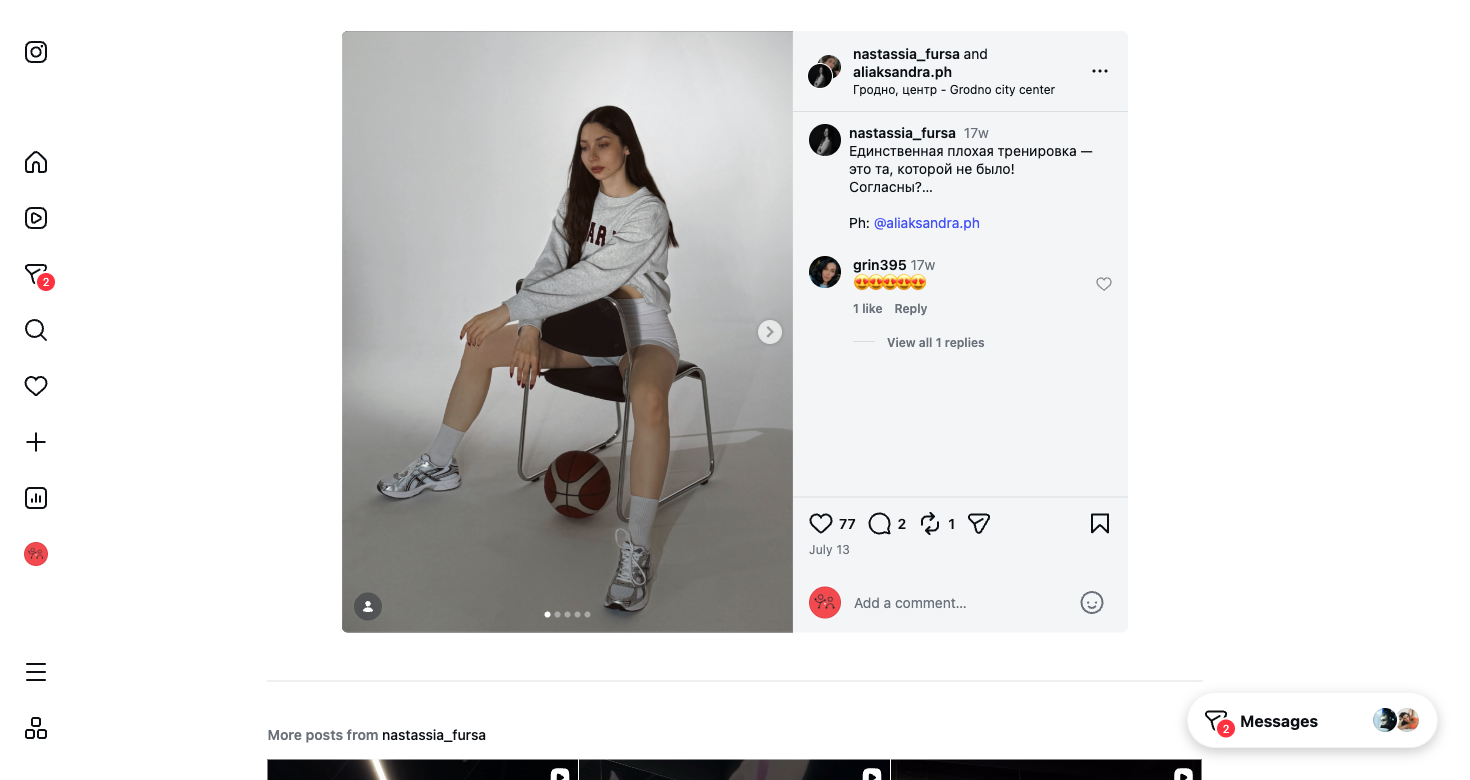 nastassia_fursa and
aliaksandra.ph
Гродно, центр - Grodno city center
nastassia_fursa 17w
Единственная плохая тренировка —
это та, которой не было!
Согласны?...
Ph: @aliaksandra.ph
grin395 17w
😍😍😍😍😍
1 like Reply
View all 1 replies
77 2 1
July 13
Add a comment...
2
More posts from nastassia_fursa
2 Messages